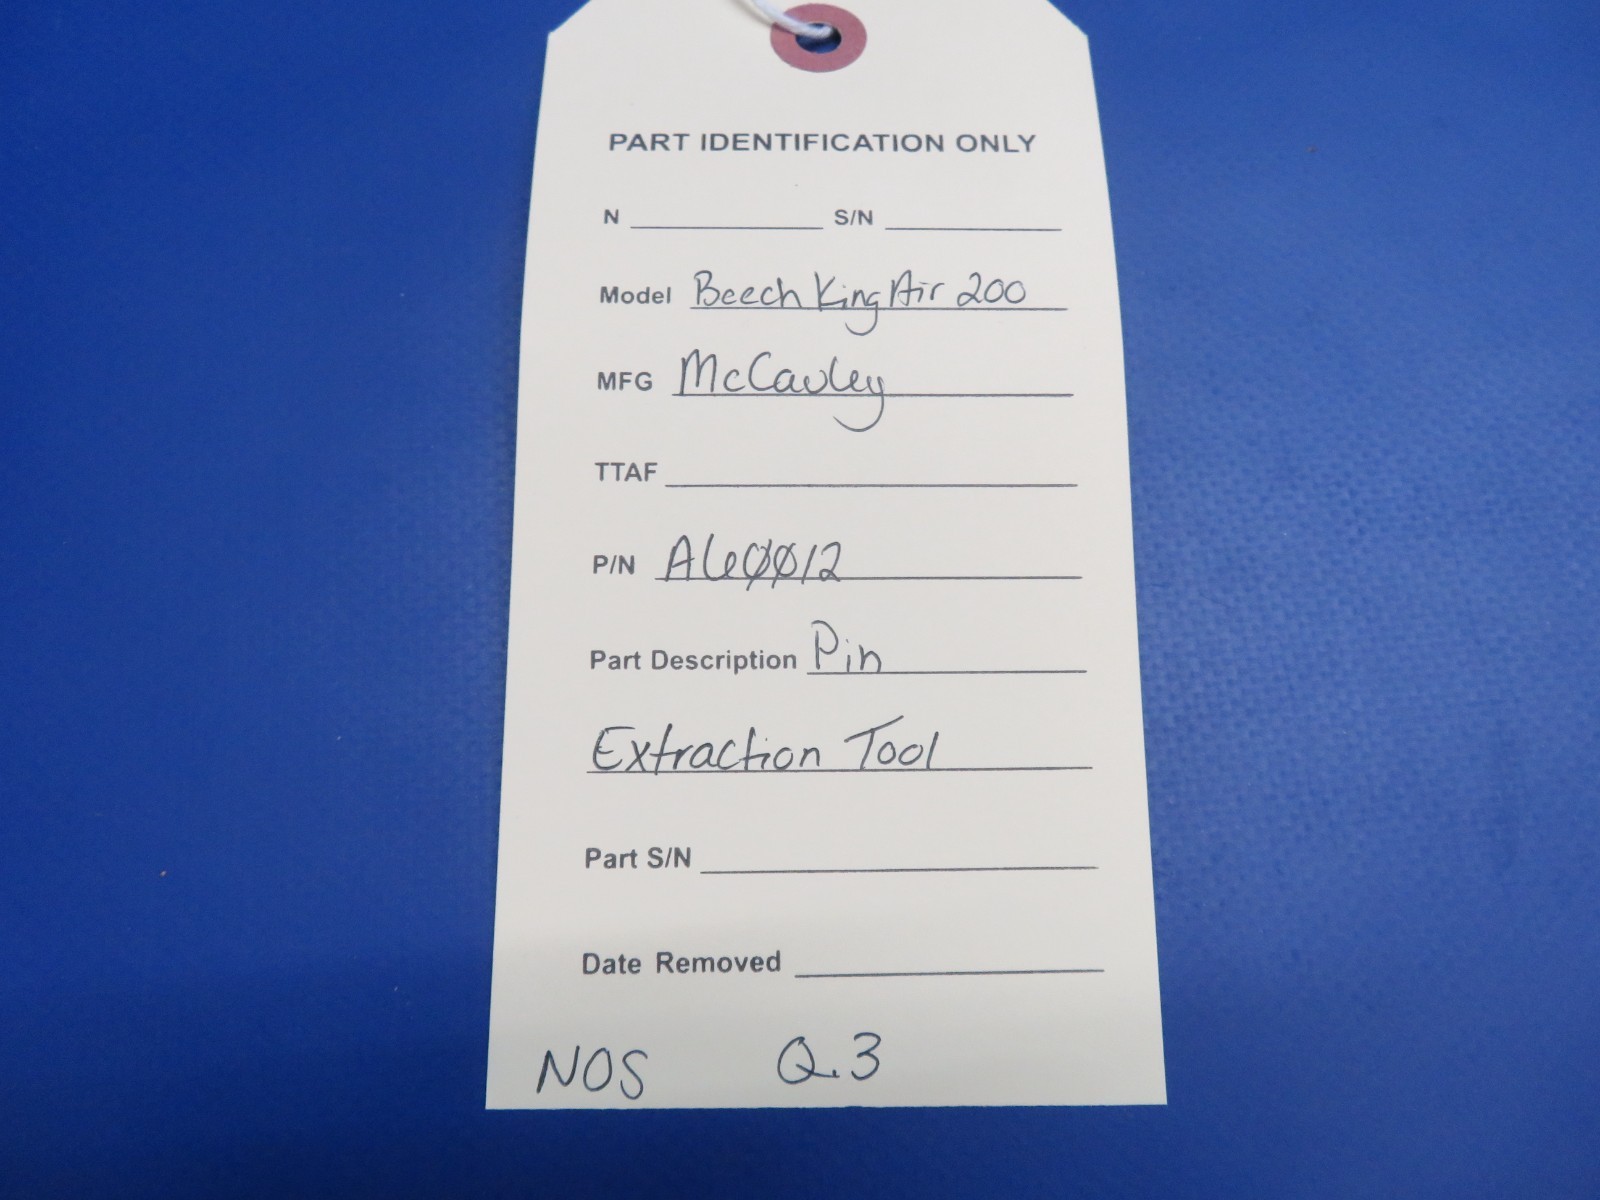 PART IDENTIFICATION ONLY
N S/N
Model Beech King Air 200
MFG McCauley
TTAF
P/N A60012
Part Description Pin
Extraction Tool
Part S/N
Date Removed
NOS Q.3